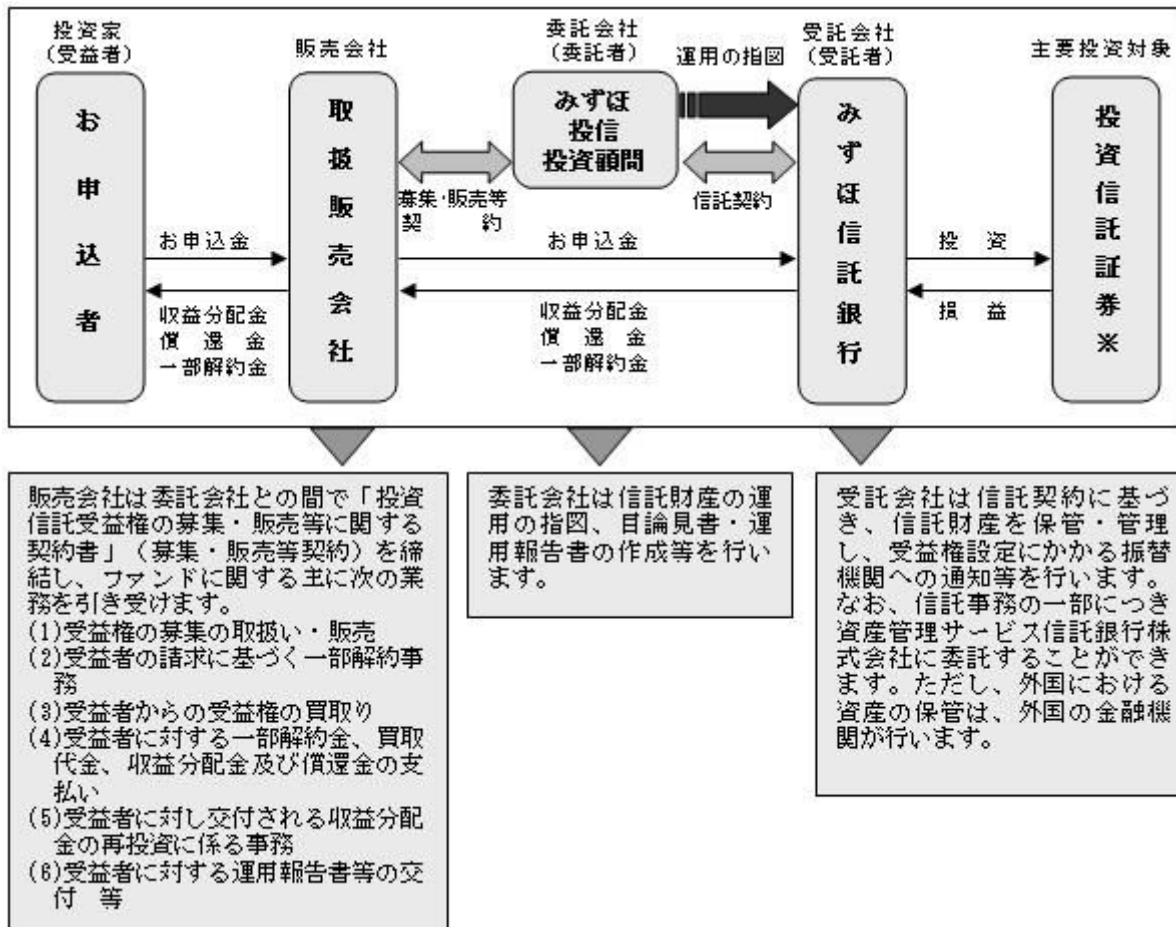 投資家
(受益者)
販売会社
委託会社
(委託者)
運用の指図
受託会社
(受託者)
主要投資対象
お申込者
取扱販売会社
みずほ
投信
投資顧問
みずほ信託銀行
投資信託証券※
募集・販売等
契約
信託契約
お申込金
お申込金
投資
収益分配金
償還金
一部解約金
収益分配金
償還金
一部解約金
損益
販売会社は委託会社との間で「投資
信託受益権の募集・販売等に関する
契約書」（募集・販売等契約）を締
結し、ファンドに関する主に次の業
務を引き受けます。
(1)受益権の募集の取扱い・販売
(2)受益者の請求に基づく一部解約事
務
(3)受益者からの受益権の買取り
(4)受益者に対する一部解約金、買取
代金、収益分配金及び償還金の支
払い
(5)受益者に対し交付される収益分配
金の再投資に係る事務
(6)受益者に対する運用報告書等の交
付 等
委託会社は信託財産の運
用の指図、目論見書・運
用報告書の作成等を行い
ます。
受託会社は信託契約に基づ
き、信託財産を保管・管理
し、受益権設定にかかる振替
機関への通知等を行います。
なお、信託事務の一部につき
資産管理サービス信託銀行株
式会社に委託することができ
ます。ただし、外国における
資産の保管は、外国の金融機
関が行います。